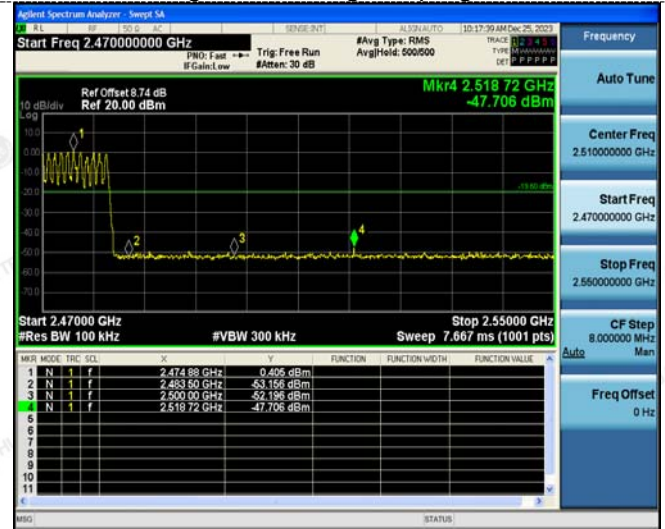 Agilent Spectrum Analyzer - Swept SA
RL RF 50 Ω AC SENSE:INT ALIGN AUTO 10:17:39 AM Dec 25, 2023
Start Freq 2.470000000 GHz
PNO: Fast
IFGain:Low
Trig: Free Run
#Atten: 30 dB
#Avg Type: RMS
Avg|Hold: 500/500
TRACE 1 2 3 4 5 6
TYPE
DET P P P P P P
Frequency
Auto Tune
Center Freq
2.510000000 GHz
Start Freq
2.470000000 GHz
Stop Freq
2.550000000 GHz
CF Step
8.000000 MHz
Auto Man
Freq Offset
0 Hz
Mkr4 2.518 72 GHz
-47.706 dBm
Ref Offset 8.74 dB
10 dB/div Ref 20.00 dBm
Log
10.0
0.00
-10.0
-20.0
-30.0
-40.0
-50.0
-60.0
-70.0
1
2
3
4
-19.60 dBm
Start 2.47000 GHz Stop 2.55000 GHz
#Res BW 100 kHz #VBW 300 kHz Sweep 7.667 ms (1001 pts)
MKR MODE TRC SCL X Y FUNCTION FUNCTION WIDTH FUNCTION VALUE
1 N 1 f 2.474 88 GHz 0.405 dBm
2 N 1 f 2.483 50 GHz -53.156 dBm
3 N 1 f 2.500 00 GHz -52.196 dBm
4 N 1 f 2.518 72 GHz -47.706 dBm
5
6
7
8
9
10
11
MSG STATUS